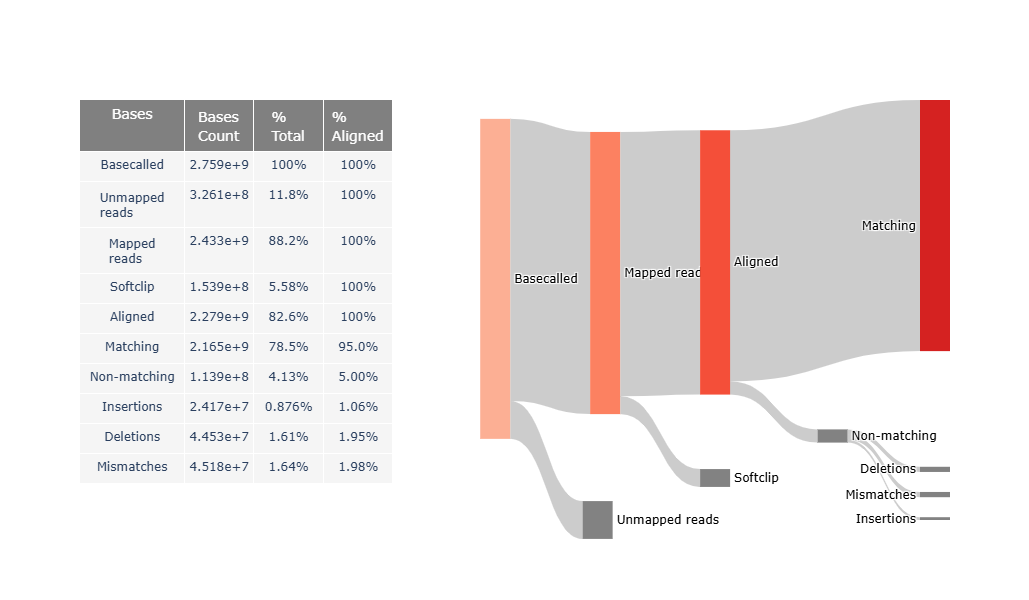 Bases Bases Count % Total % Aligned
Basecalled 2.759e+9 100% 100%
Unmapped reads 3.261e+8 11.8% 100%
Mapped reads 2.433e+9 88.2% 100%
Softclip 1.539e+8 5.58% 100%
Aligned 2.279e+9 82.6% 100%
Matching 2.165e+9 78.5% 95.0%
Non-matching 1.139e+8 4.13% 5.00%
Insertions 2.417e+7 0.876% 1.06%
Deletions 4.453e+7 1.61% 1.95%
Mismatches 4.518e+7 1.64% 1.98%
Basecalled
Mapped read
Aligned
Matching
Non-matching
Deletions
Mismatches
Insertions
Softclip
Unmapped reads